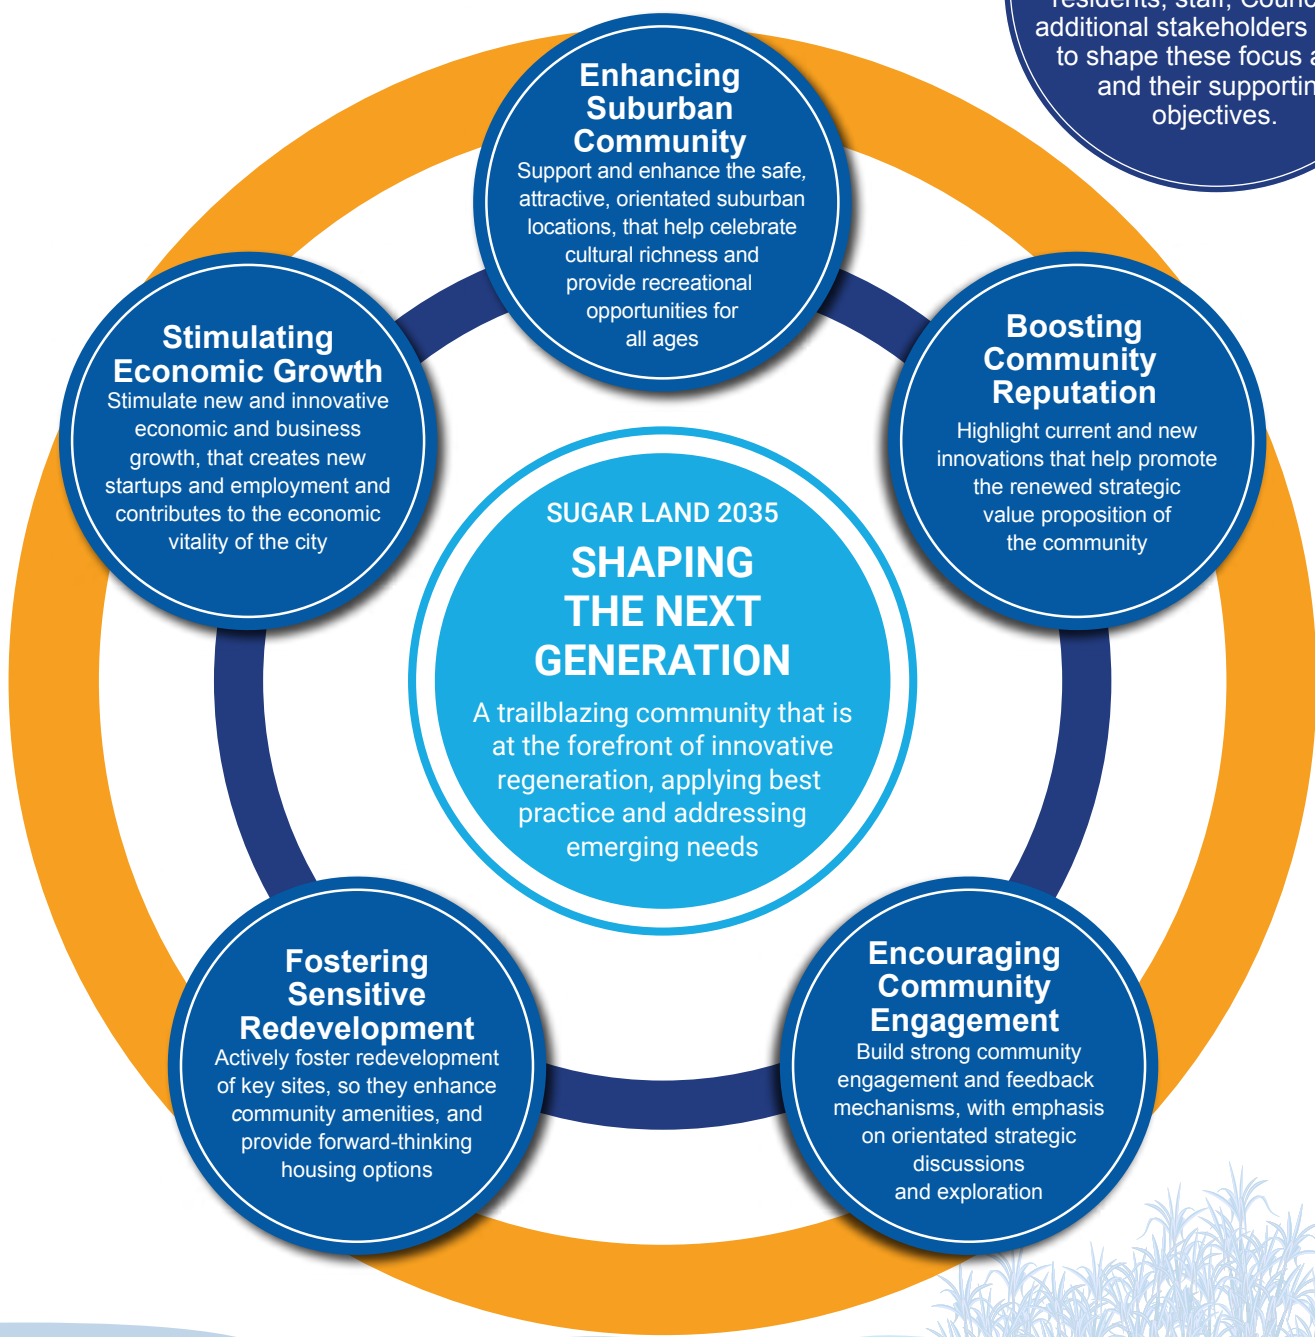 residents, staff,
additional stakeholders
to shape these focus
and their
objectives.
Enhancing
Suburban
Community
Support and enhance the safe,
attractive, orientated suburban
locations, that help celebrate
cultural richness and
provide recreational
opportunities for
all ages
Stimulating
Economic Growth
Stimulate new and innovative
economic and business
growth, that creates new
startups and employment and
contributes to the economic
vitality of the city
Boosting
Community
Reputation
Highlight current and new
innovations that help promote
the renewed strategic
value proposition of
the community
SUGAR LAND 2035
SHAPING
THE NEXT
GENERATION
A trailblazing community that is
at the forefront of innovative
regeneration, applying best
practice and addressing
emerging needs
Fostering
Sensitive
Redevelopment
Actively foster redevelopment
of key sites, so they enhance
community amenities, and
provide forward-thinking
housing options
Encouraging
Community
Engagement
Build strong community
engagement and feedback
mechanisms, with emphasis
on orientated strategic
discussions
and exploration